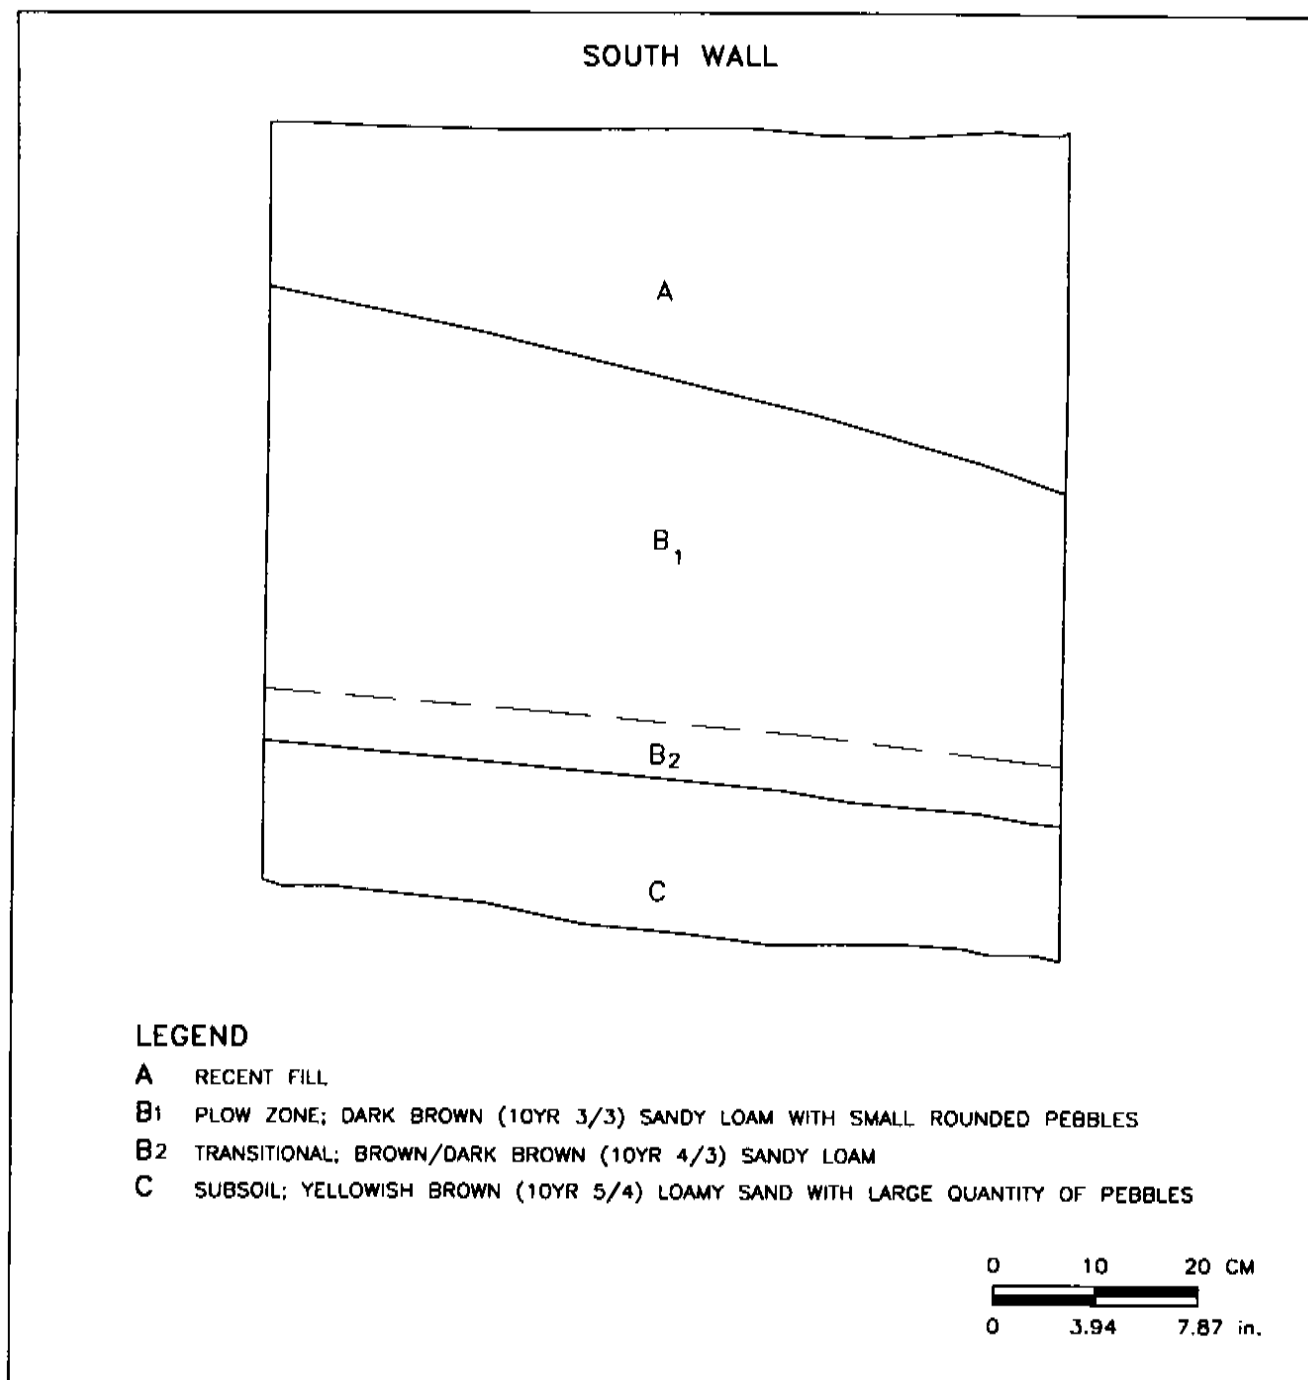 SOUTH WALL
A
B1
B2
C
LEGEND
A RECENT FILL
B1 PLOW ZONE; DARK BROWN (10YR 3/3) SANDY LOAM WITH SMALL ROUNDED PEBBLES
B2 TRANSITIONAL; BROWN/DARK BROWN (10YR 4/3) SANDY LOAM
C SUBSOIL; YELLOWISH BROWN (10YR 5/4) LOAMY SAND WITH LARGE QUANTITY OF PEBBLES
0 10 20 CM
0 3.94 7.87 in.